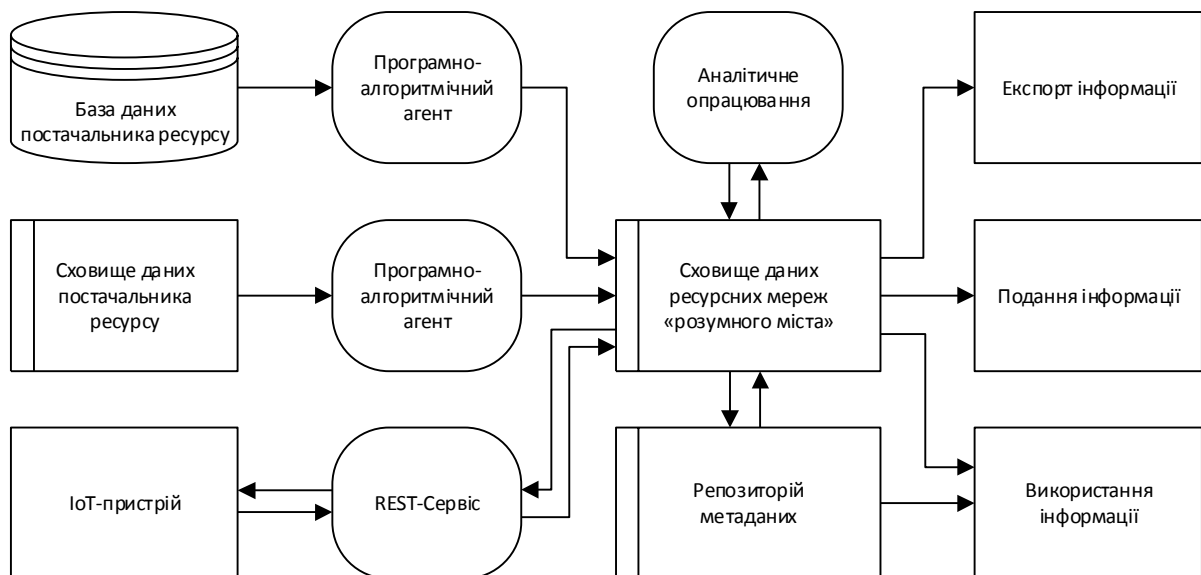 База даних
постачальника ресурсу
Програмно-
алгоритмічний
агент
Аналітичне
опрацювання
Експорт інформації
Сховище даних
постачальника
ресурсу
Програмно-
алгоритмічний
агент
Сховище даних
ресурсних мереж
«розумного міста»
Подання інформації
IoT-пристрій
REST-Сервіс
Репозиторій
метаданих
Використання
інформації